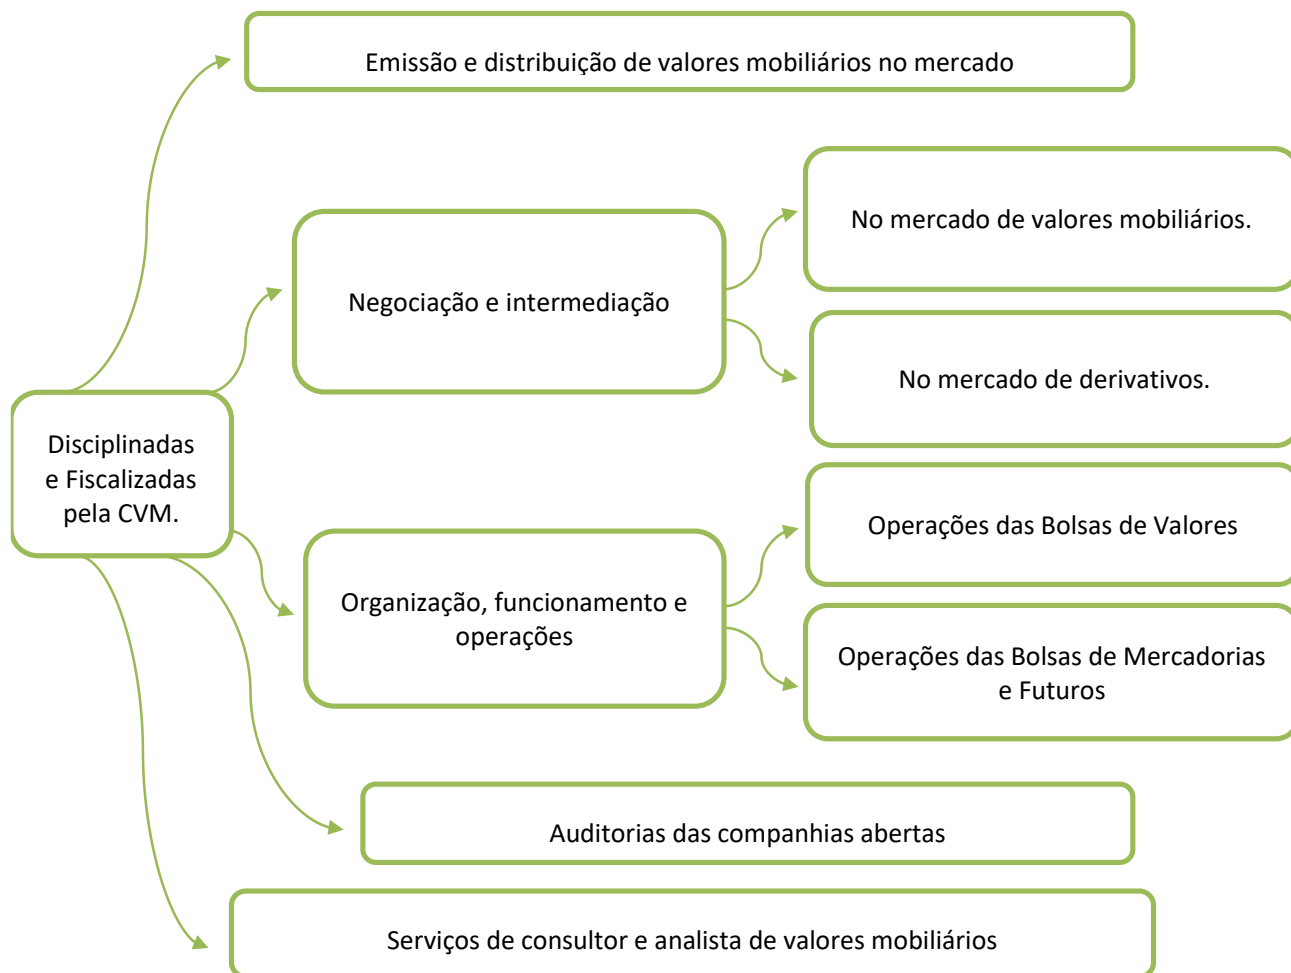 Emissão e distribuição de valores mobiliários no mercado
No mercado de valores mobiliários.
Negociação e intermediação
No mercado de derivativos.
Disciplinadas
e Fiscalizadas
pela CVM.
Operações das Bolsas de Valores
Organização, funcionamento e
operações
Operações das Bolsas de Mercadorias
e Futuros
Auditorias das companhias abertas
Serviços de consultor e analista de valores mobiliários